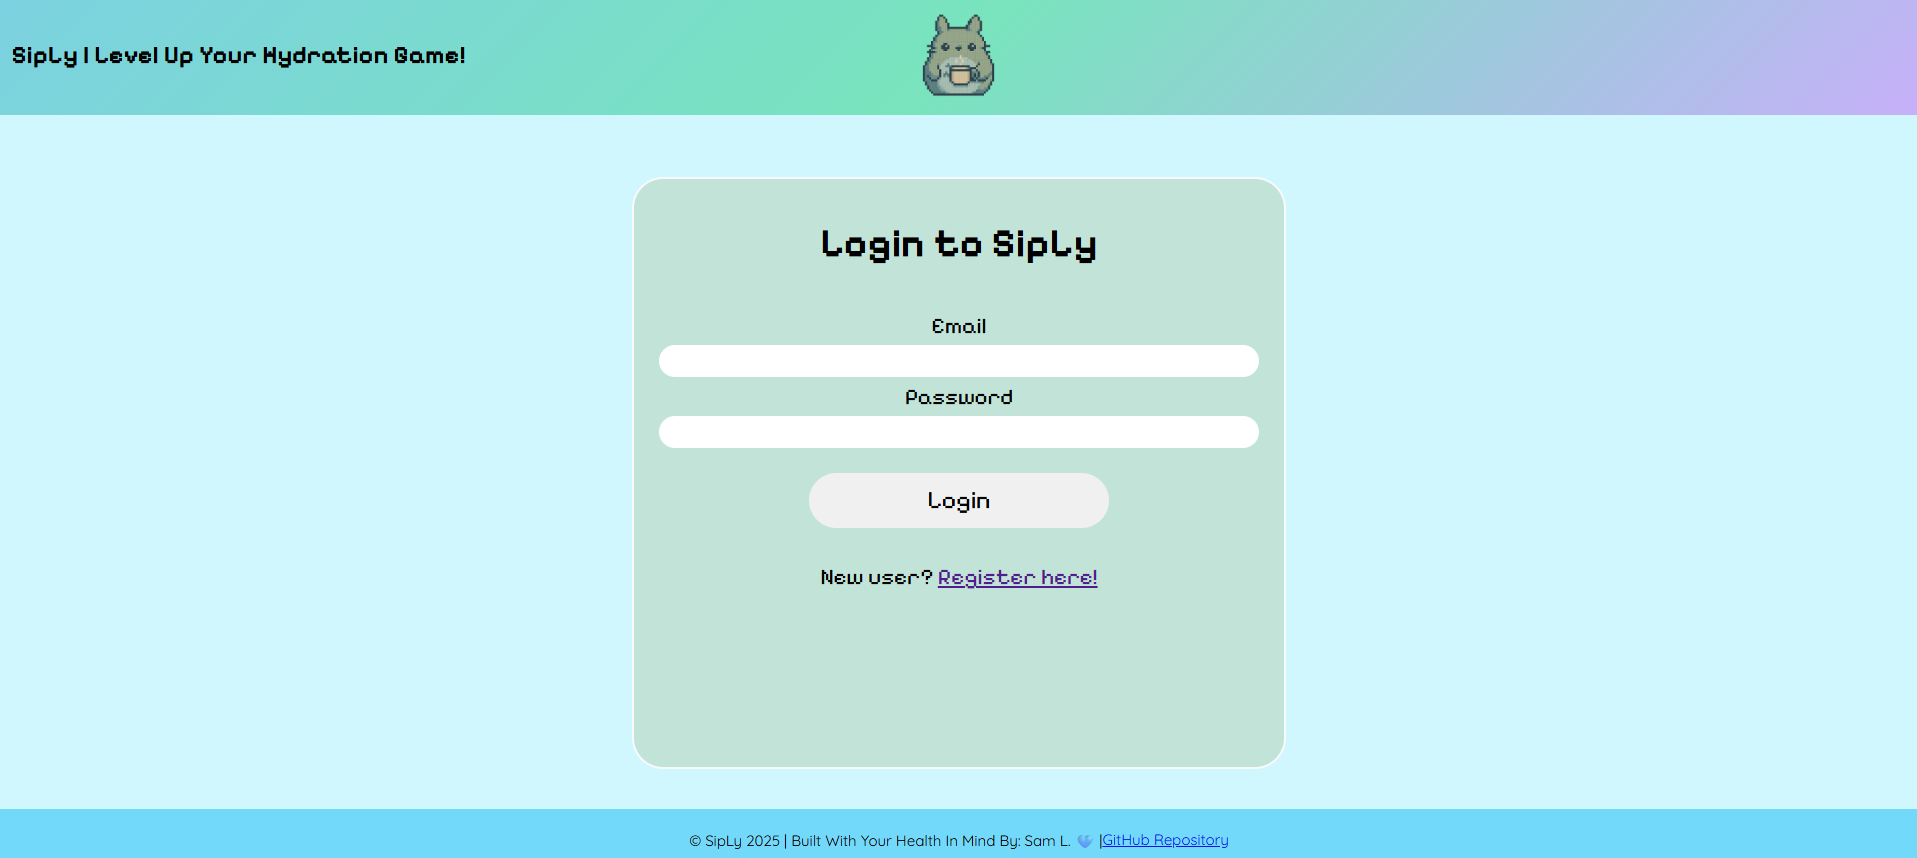 SipLy | Level Up Your Hydration Game!
Login to SipLy
Email
Password
Login
New user? Register here!
© SipLy 2025 | Built With Your Health In Mind By: Sam L. 💙 |GitHub Repository